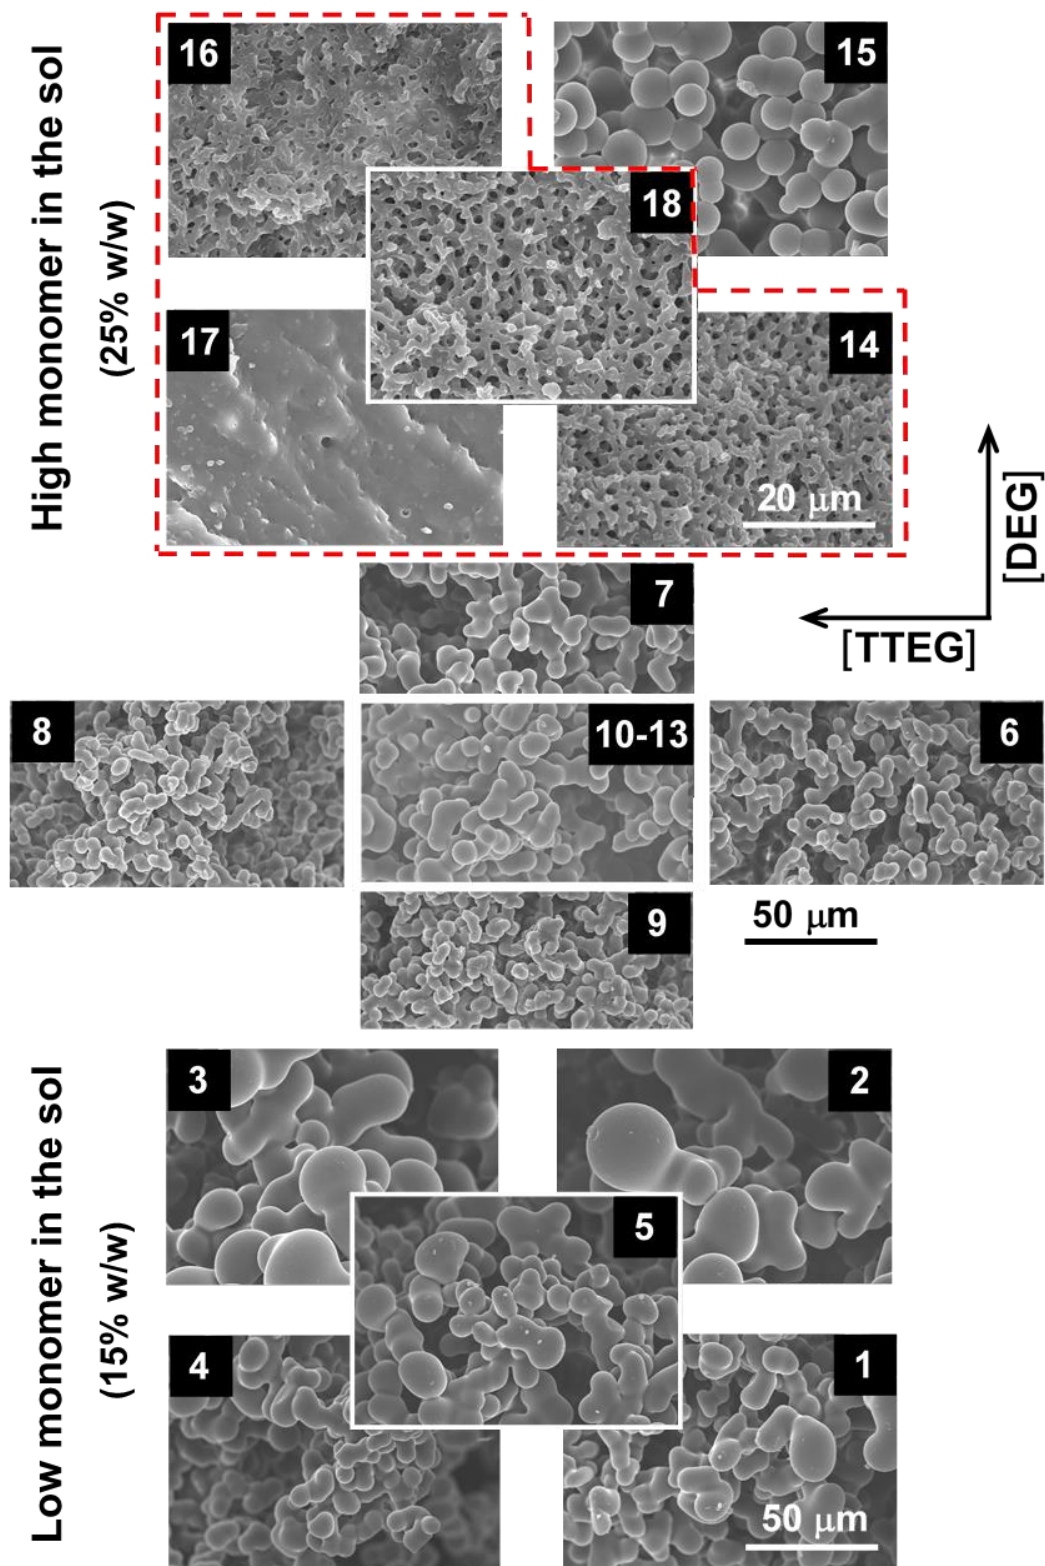 High monomer in the sol
(25% w/w)
16
15
18
17
14
20 μm
[DEG]
[TTEG]
7
8
10-13
6
9
50 μm
Low monomer in the sol
(15% w/w)
3
2
5
4
1
50 μm